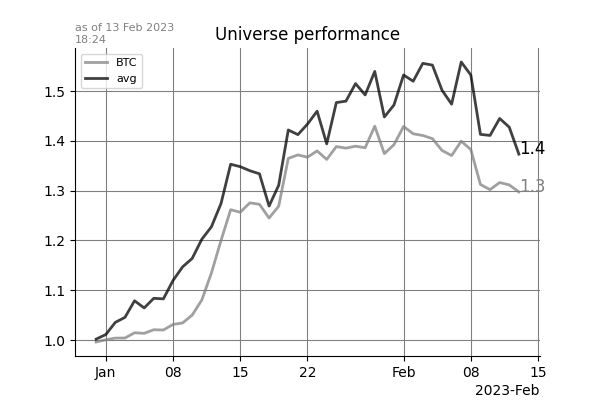 as of 13 Feb 2023
18:24
Universe performance
BTC
avg
1.5
1.4
1.3
1.2
1.1
1.0
1.4
1.3
Jan 08 15 22 Feb 08 15
2023-Feb